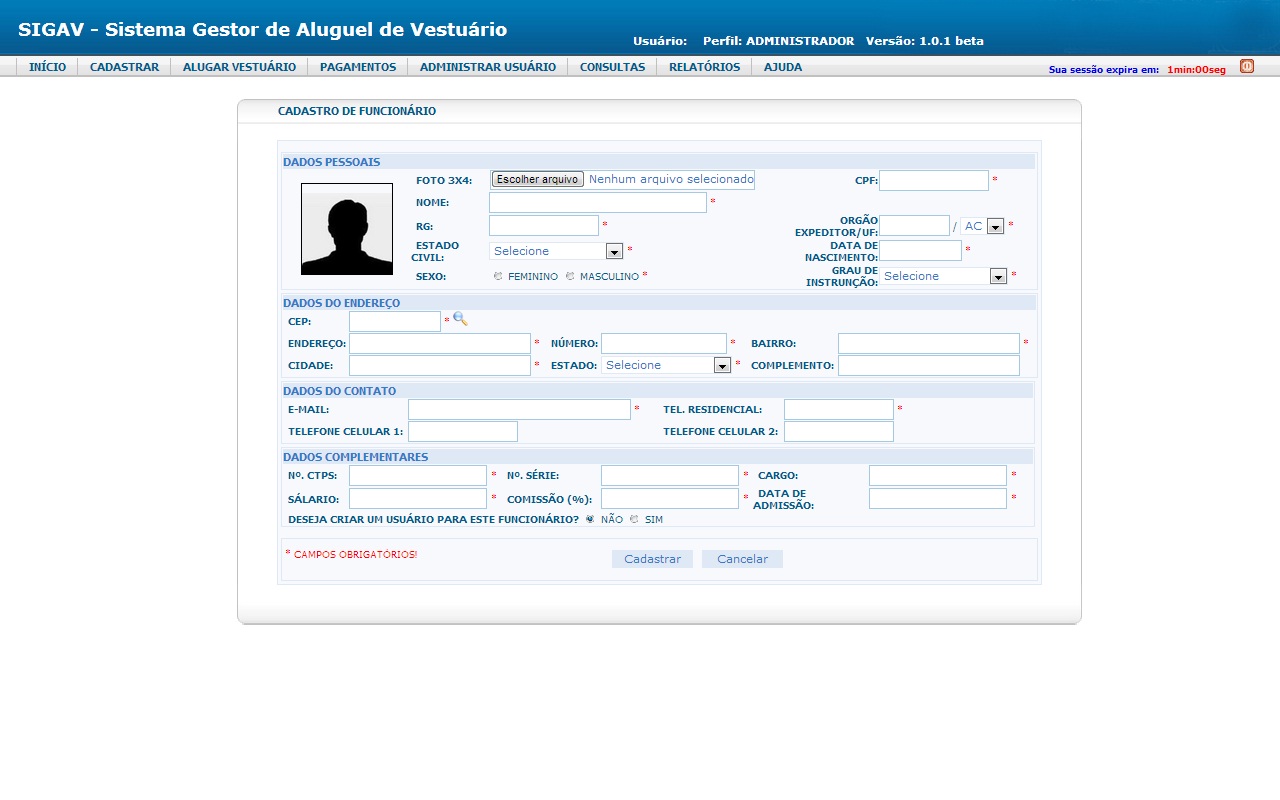 SIGAV - Sistema Gestor de Aluguel de Vestuário
Usuário: Perfil: ADMINISTRADOR Versão: 1.0.1 beta
INÍCIO CADASTRAR ALUGAR VESTUÁRIO PAGAMENTOS ADMINISTRAR USUÁRIO CONSULTAS RELATÓRIOS AJUDA
Sua sessão expira em: 1min:00seg
CADASTRO DE FUNCIONÁRIO
DADOS PESSOAIS
FOTO 3X4: Escolher arquivo Nenhum arquivo selecionado CPF: *
NOME: *
RG: * ORGÃO EXPEDITOR/UF: / AC *
ESTADO CIVIL: Selecione * DATA DE NASCIMENTO: *
SEXO: FEMININO MASCULINO * GRAU DE INSTRUNÇÃO: Selecione *
DADOS DO ENDEREÇO
CEP: *
ENDEREÇO: * NÚMERO: * BAIRRO: *
CIDADE: * ESTADO: Selecione * COMPLEMENTO:
DADOS DO CONTATO
E-MAIL: * TEL. RESIDENCIAL: *
TELEFONE CELULAR 1: TELEFONE CELULAR 2:
DADOS COMPLEMENTARES
Nº. CTPS: * Nº. SÉRIE: * CARGO: *
SÁLARIO: * COMISSÃO (%): * DATA DE ADMISSÃO: *
DESEJA CRIAR UM USUÁRIO PARA ESTE FUNCIONÁRIO? NÃO SIM
* CAMPOS OBRIGATÓRIOS! Cadastrar Cancelar